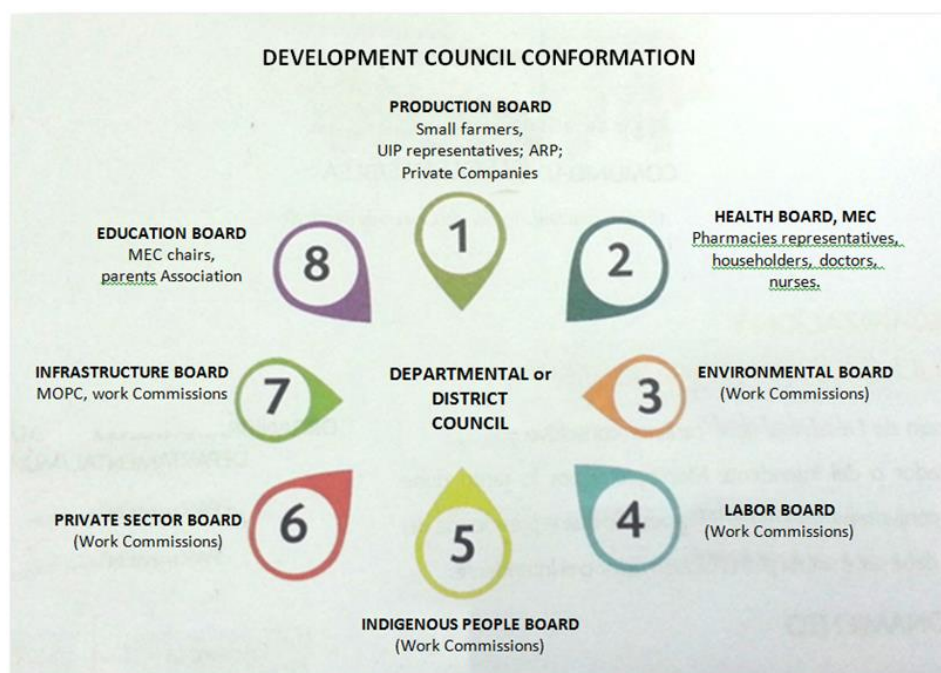 DEVELOPMENT COUNCIL CONFORMATION
PRODUCTION BOARD
Small farmers,
UIP representatives; ARP;
Private Companies
1
HEALTH BOARD, MEC
Pharmacies representatives,
householders, doctors,
nurses.
2
EDUCATION BOARD
MEC chairs,
parents Association
8
INFRASTRUCTURE BOARD
MOPC, work Commissions
7
DEPARTMENTAL or
DISTRICT
COUNCIL
3
ENVIRONMENTAL BOARD
(Work Commissions)
PRIVATE SECTOR BOARD
(Work Commissions)
6
5
4
LABOR BOARD
(Work Commissions)
INDIGENOUS PEOPLE BOARD
(Work Commissions)